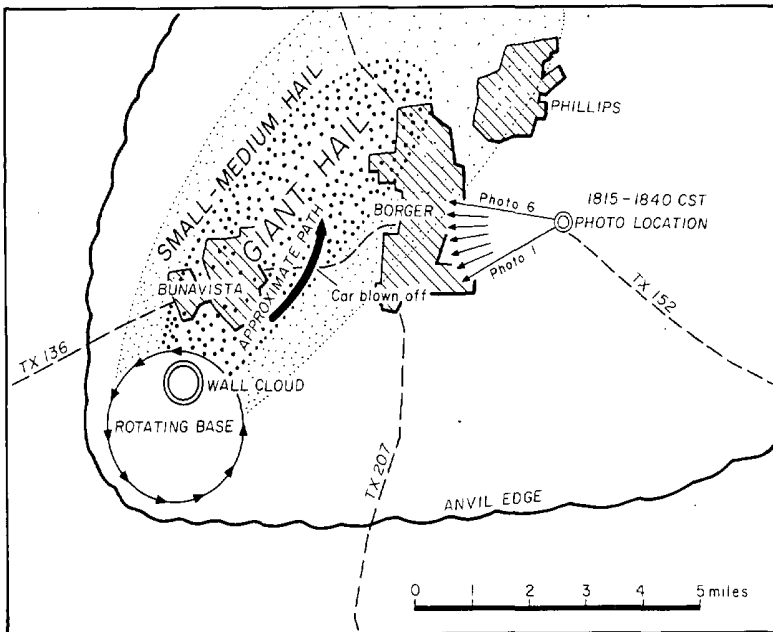 SMALL-MEDIUM HAIL
GIANT HAIL
PHILLIPS
BORGER
Photo 6
1815-1840 CST
PHOTO LOCATION
Photo 1
BUNAVISTA
APPROXIMATE PATH
Car blown off
TX 136
TX 152
WALL CLOUD
ROTATING BASE
TX 207
ANVIL EDGE
0 1 2 3 4 5 miles